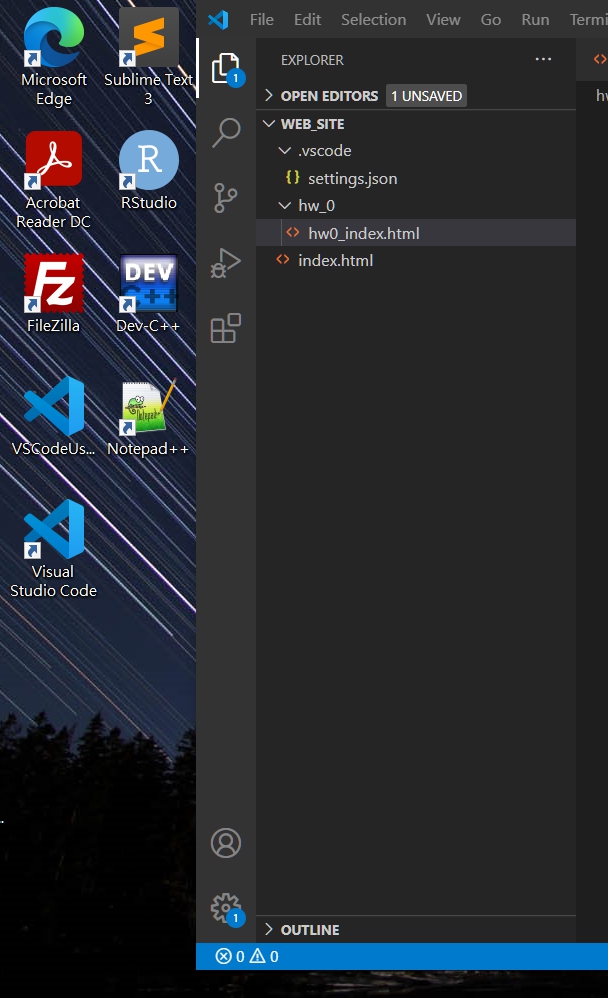 Microsoft
Edge
Sublime Text
3
Acrobat
Reader DC
R
RStudio
Fz
FileZilla
DEV
C++
Dev-C++
VSCodeUs...
Notepad++
Visual
Studio Code
File Edit Selection View Go Run Termi
EXPLORER
...
1
OPEN EDITORS 1 UNSAVED
WEB_SITE
.vscode
{} settings.json
hw_0
<> hw0_index.html
<> index.html
1
OUTLINE
0 0